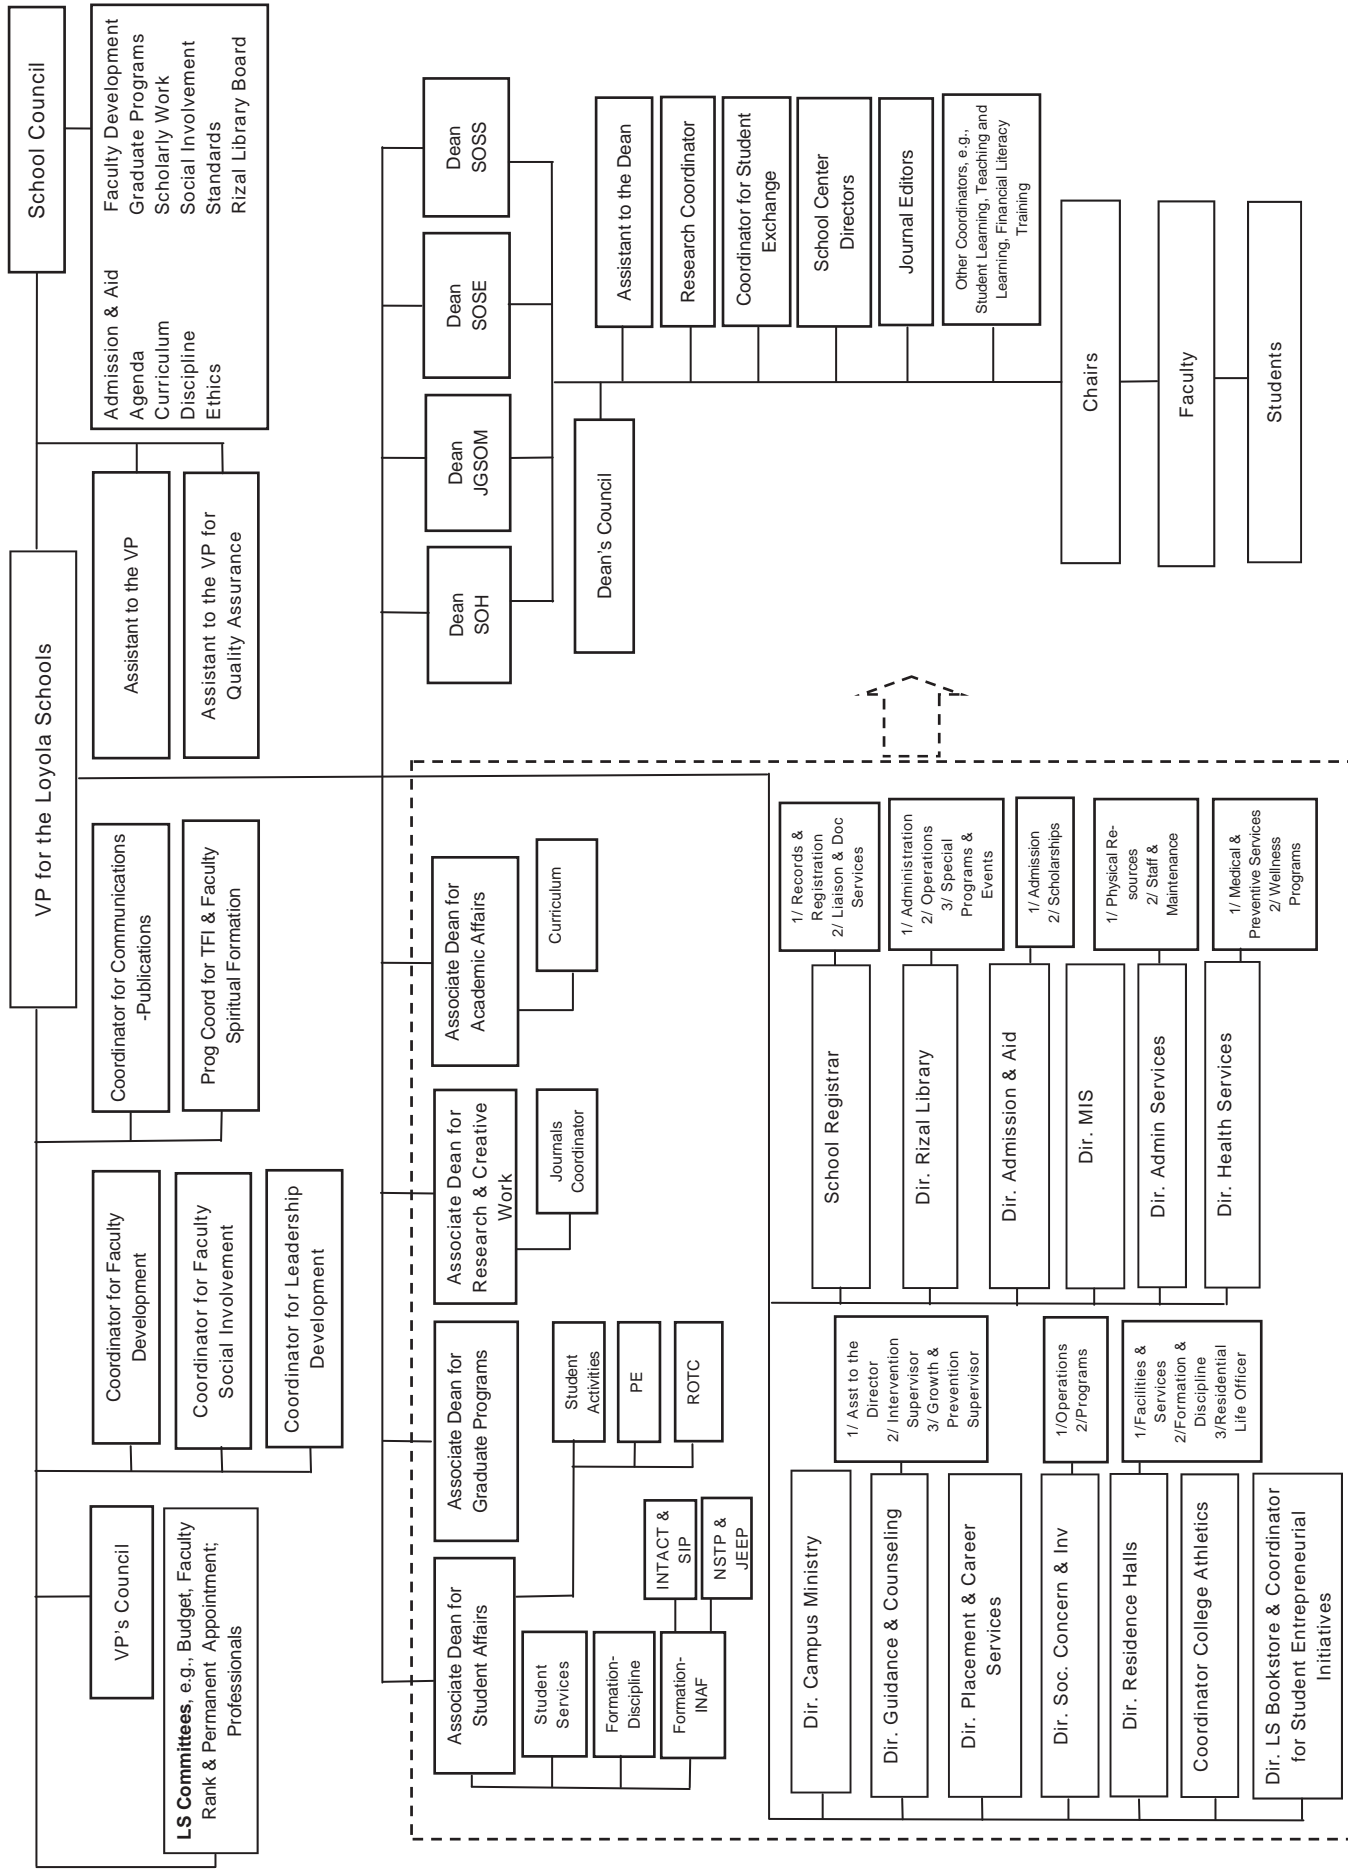 VP for the Loyola Schools
School Council
Admission & Aid
Agenda
Curriculum
Discipline
Ethics
Faculty Development
Graduate Programs
Scholarly Work
Social Involvement
Standards
Rizal Library Board
VP's Council
LS Committees, e.g., Budget, Faculty
Rank & Permanent Appointment;
Professionals
Coordinator for Faculty
Development
Coordinator for Faculty
Social Involvement
Coordinator for Leadership
Development
Coordinator for Communications
-Publications
Prog Coord for TFI & Faculty
Spiritual Formation
Assistant to the VP
Assistant to the VP for
Quality Assurance
Associate Dean for
Student Affairs
Student
Services
Formation-
Discipline
Formation-
INAF
INTACT &
SIP
NSTP &
JEEP
Student
Activities
PE
ROTC
Associate Dean for
Graduate Programs
Associate Dean for
Research & Creative
Work
Journals
Coordinator
Associate Dean for
Academic Affairs
Curriculum
Dean
SOH
Dean
JGSOM
Dean
SOSE
Dean
SOSS
Dean's Council
Assistant to the Dean
Research Coordinator
Coordinator for Student
Exchange
School Center
Directors
Journal Editors
Other Coordinators, e.g.,
Student Learning, Teaching and
Learning, Financial Literacy
Training
Chairs
Faculty
Students
Dir. Campus Ministry
Dir. Guidance & Counseling
1/ Asst to the
Director
2/ Intervention
Supervisor
3/ Growth &
Prevention
Supervisor
Dir. Placement & Career
Services
Dir. Soc. Concern & Inv
1/Operations
2/Programs
Dir. Residence Halls
1/Facilities &
Services
2/Formation &
Discipline
3/Residential
Life Officer
Coordinator College Athletics
Dir. LS Bookstore & Coordinator
for Student Entrepreneurial
Initiatives
School Registrar
1/ Records &
Registration
2/ Liaison & Doc
Services
Dir. Rizal Library
1/ Administration
2/ Operations
3/ Special
Programs &
Events
Dir. Admission & Aid
1/ Admission
2/ Scholarships
Dir. MIS
Dir. Admin Services
1/ Physical Re-
sources
2/ Staff &
Maintenance
Dir. Health Services
1/ Medical &
Preventive Services
2/ Wellness
Programs